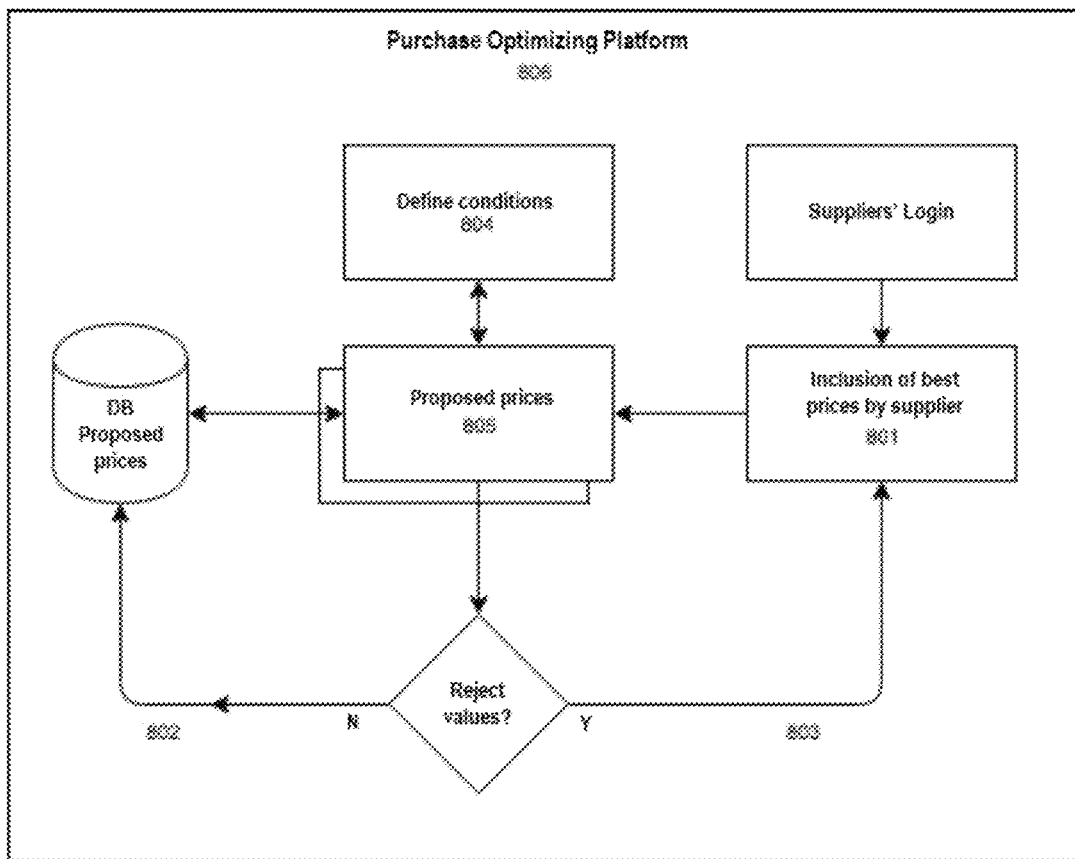 Purchase Optimizing Platform
806
Define conditions
804
Suppliers' Login
DB
Proposed
prices
Proposed prices
805
Inclusion of best
prices by supplier
801
Reject
values?
N
Y
802
803